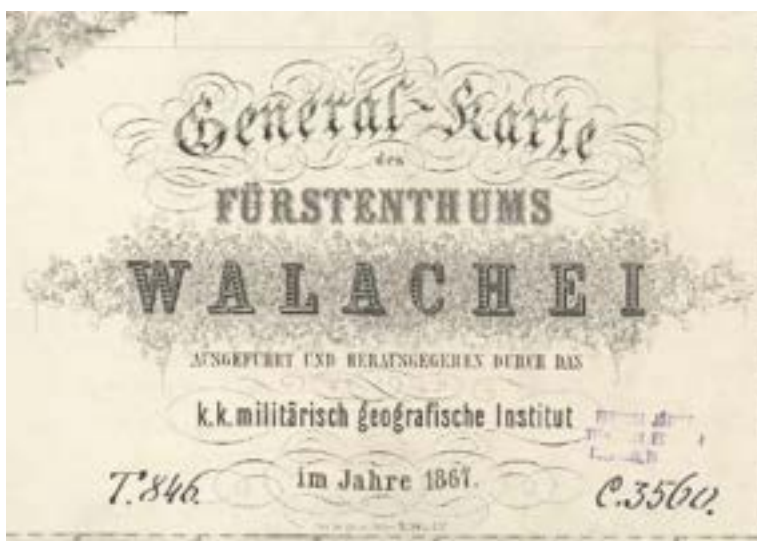 General-Karte
des
FÜRSTENTHUMS
WALACHEI
AUSGEFÜHRT UND HERAUSGEGEBEN DURCH DAS
k.k. militärisch geografische Institut
im Jahre 1867.
T.846.
C.3560.